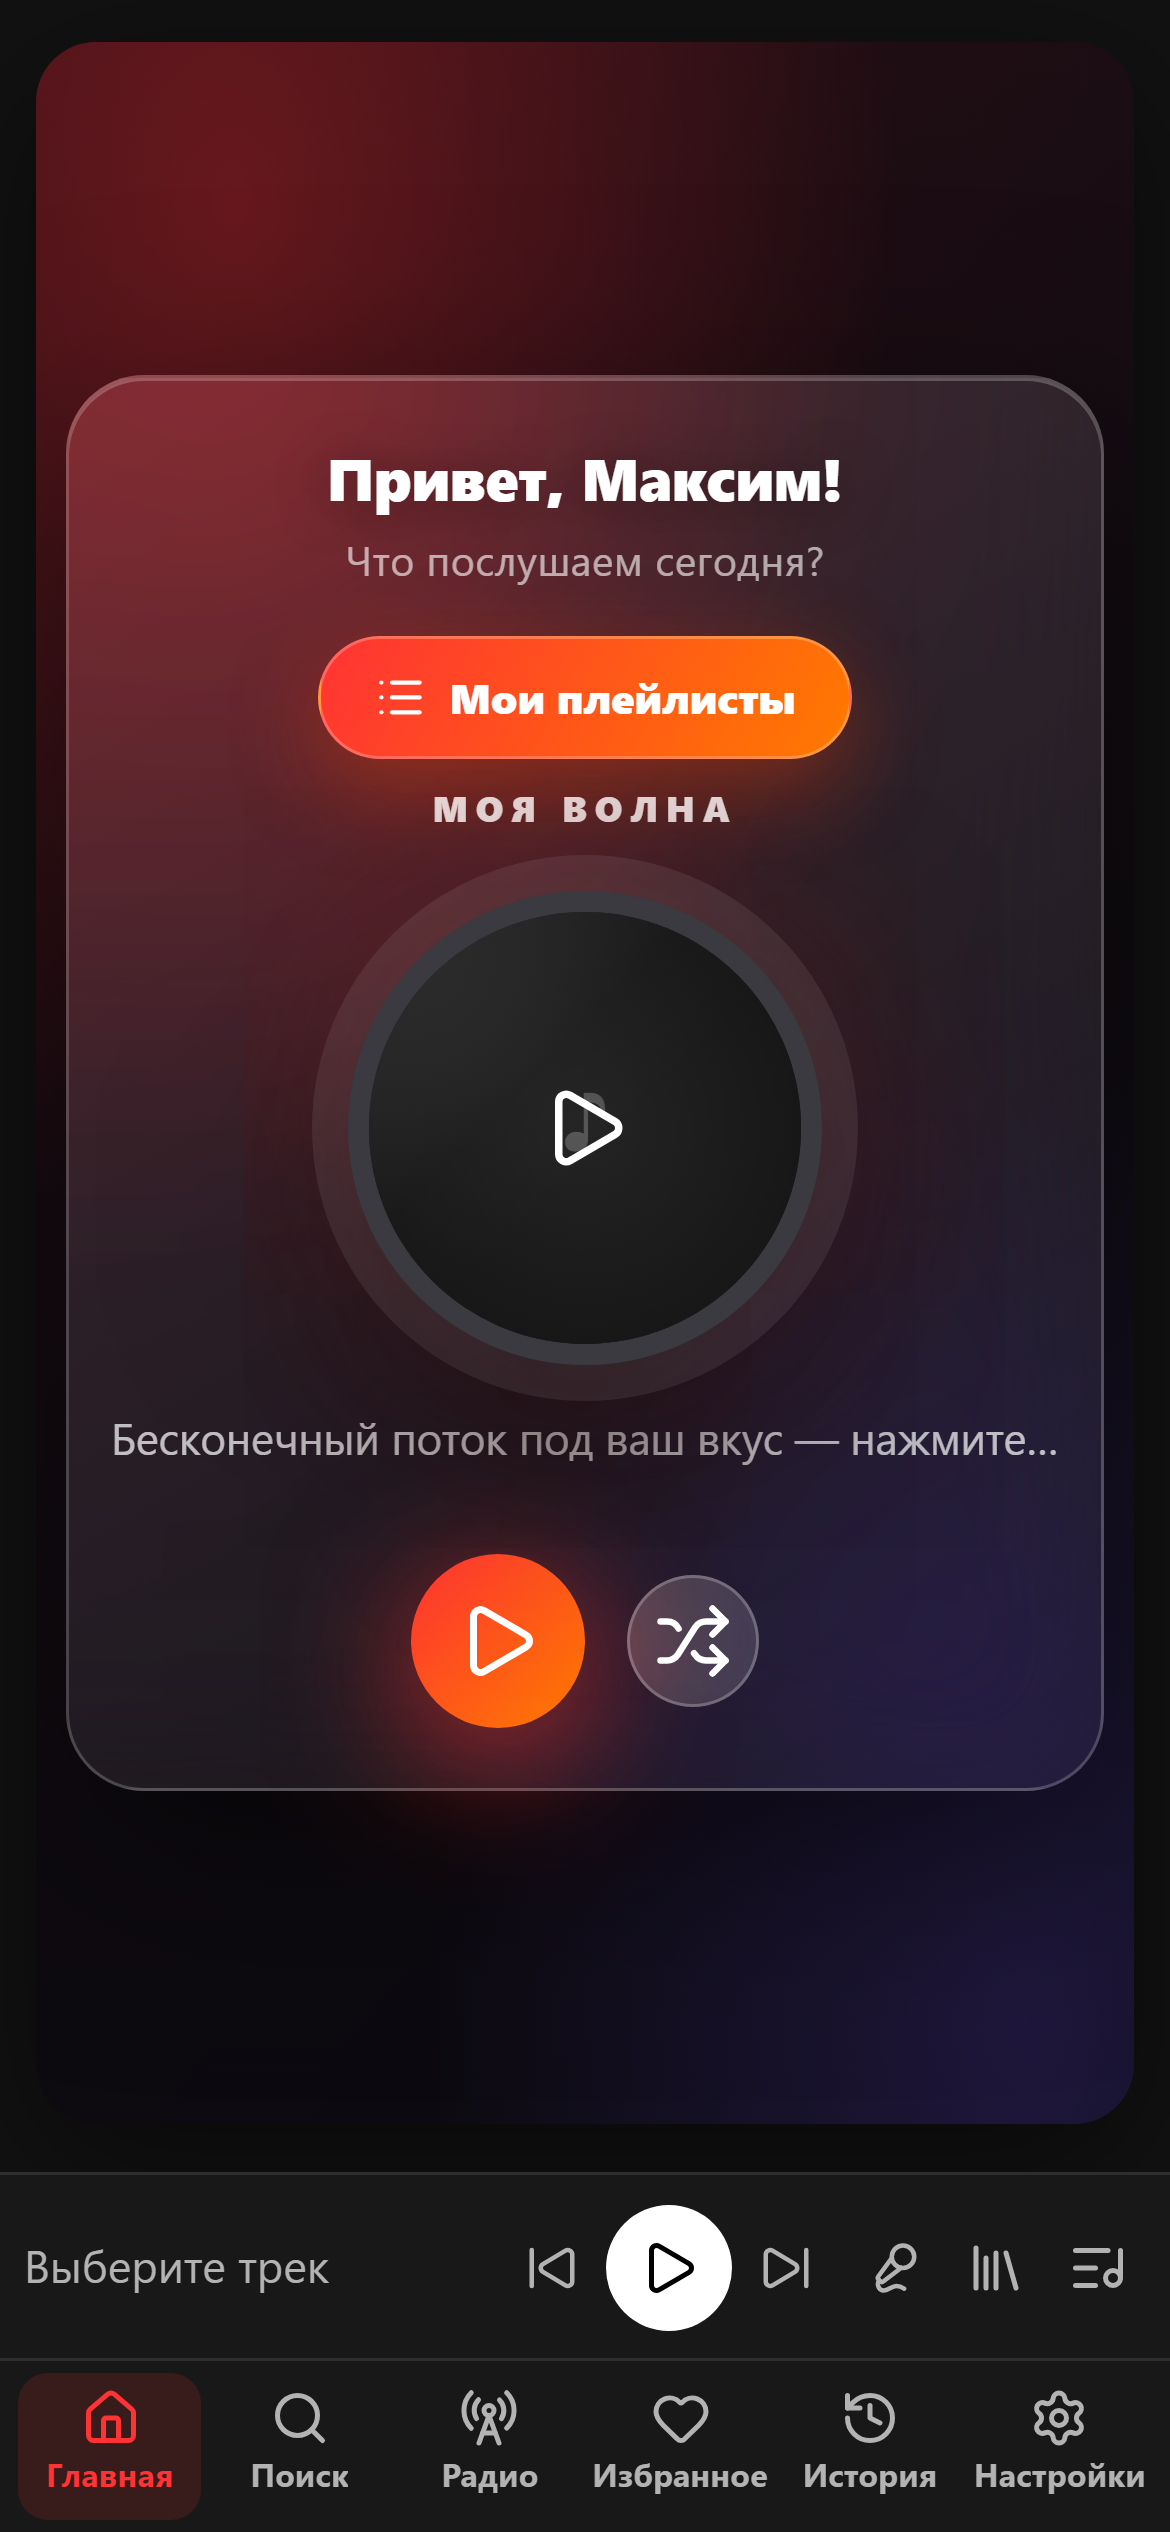 Привет, Максим!
Что послушаем сегодня?
Мои плейлисты
МОЯ ВОЛНА
Бесконечный поток под ваш вкус — нажмите...
Выберите трек
Главная
Поиск
Радио
Избранное
История
Настройки